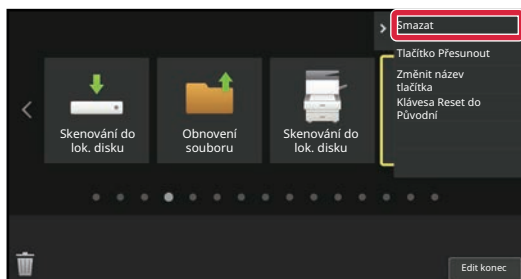 Smazat
Tlačítko Přesunout
Změnit název
tlačítka
Klávesa Reset do
Původní
Skenování do
lok. disku
Obnovení
souboru
Skenování do
lok. disku
Edit konec